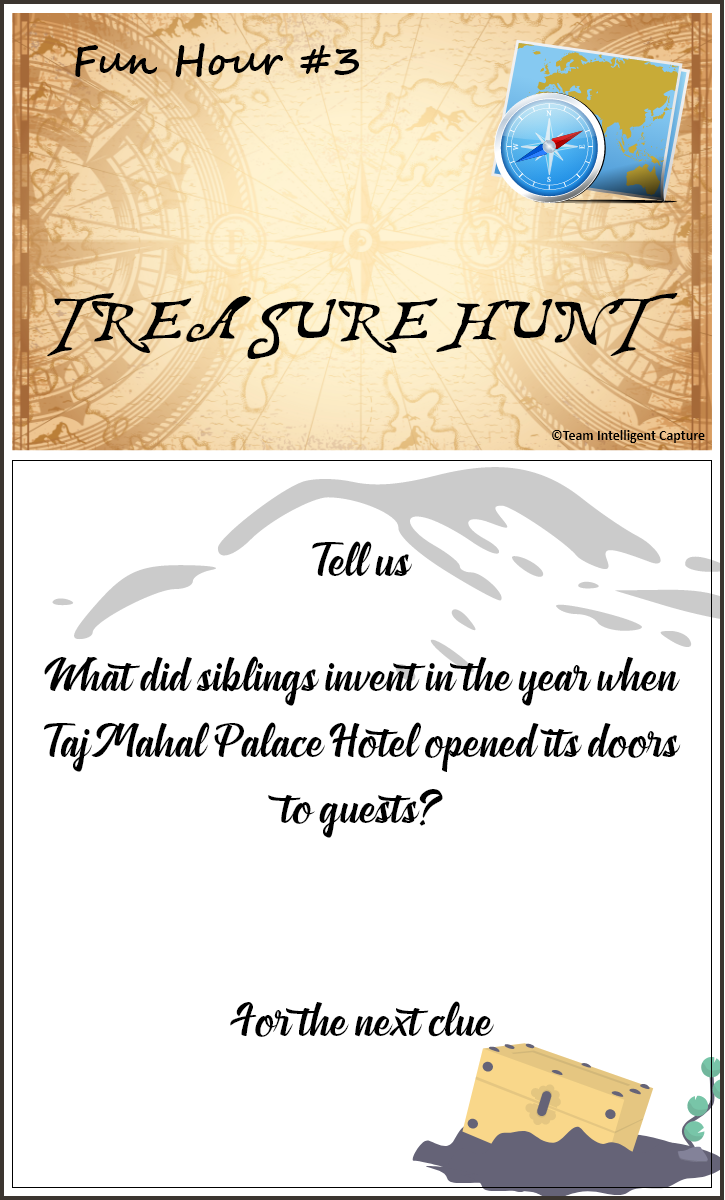 Fun Hour #3
N
E
S
W
E
W
TREASURE HUNT
©Team Intelligent Capture
Tell us
What did siblings invent in the year when
Taj Mahal Palace Hotel opened its doors
to guests?
For the next clue